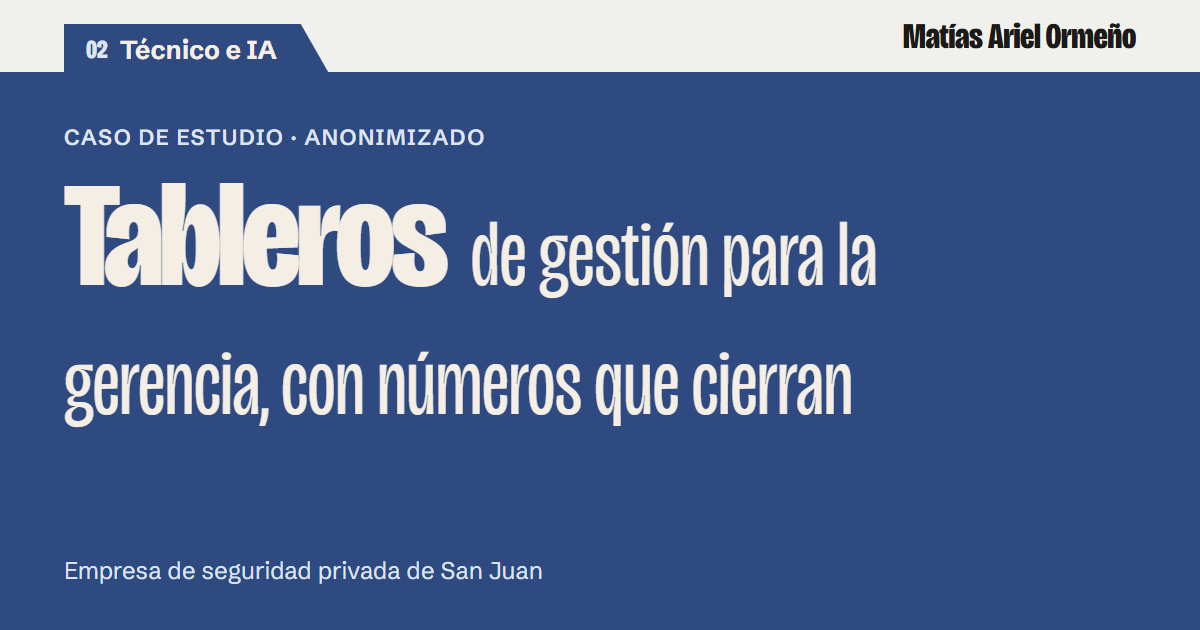 02 Técnico e IA
Matías Ariel Ormeño
CASO DE ESTUDIO · ANONIMIZADO
Tableros de gestión para la
gerencia, con números que cierran
Empresa de seguridad privada de San Juan